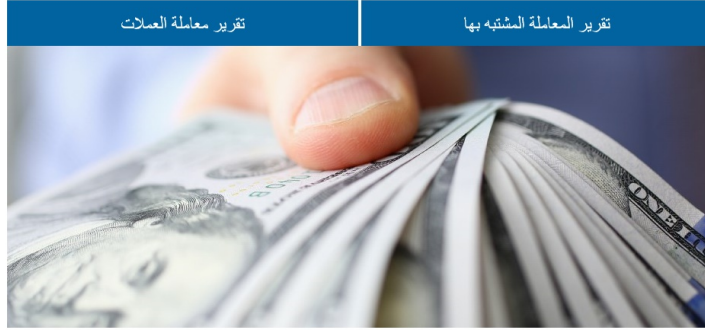 تقرير المعاملة المشتبه بها
تقرير معاملة العملات